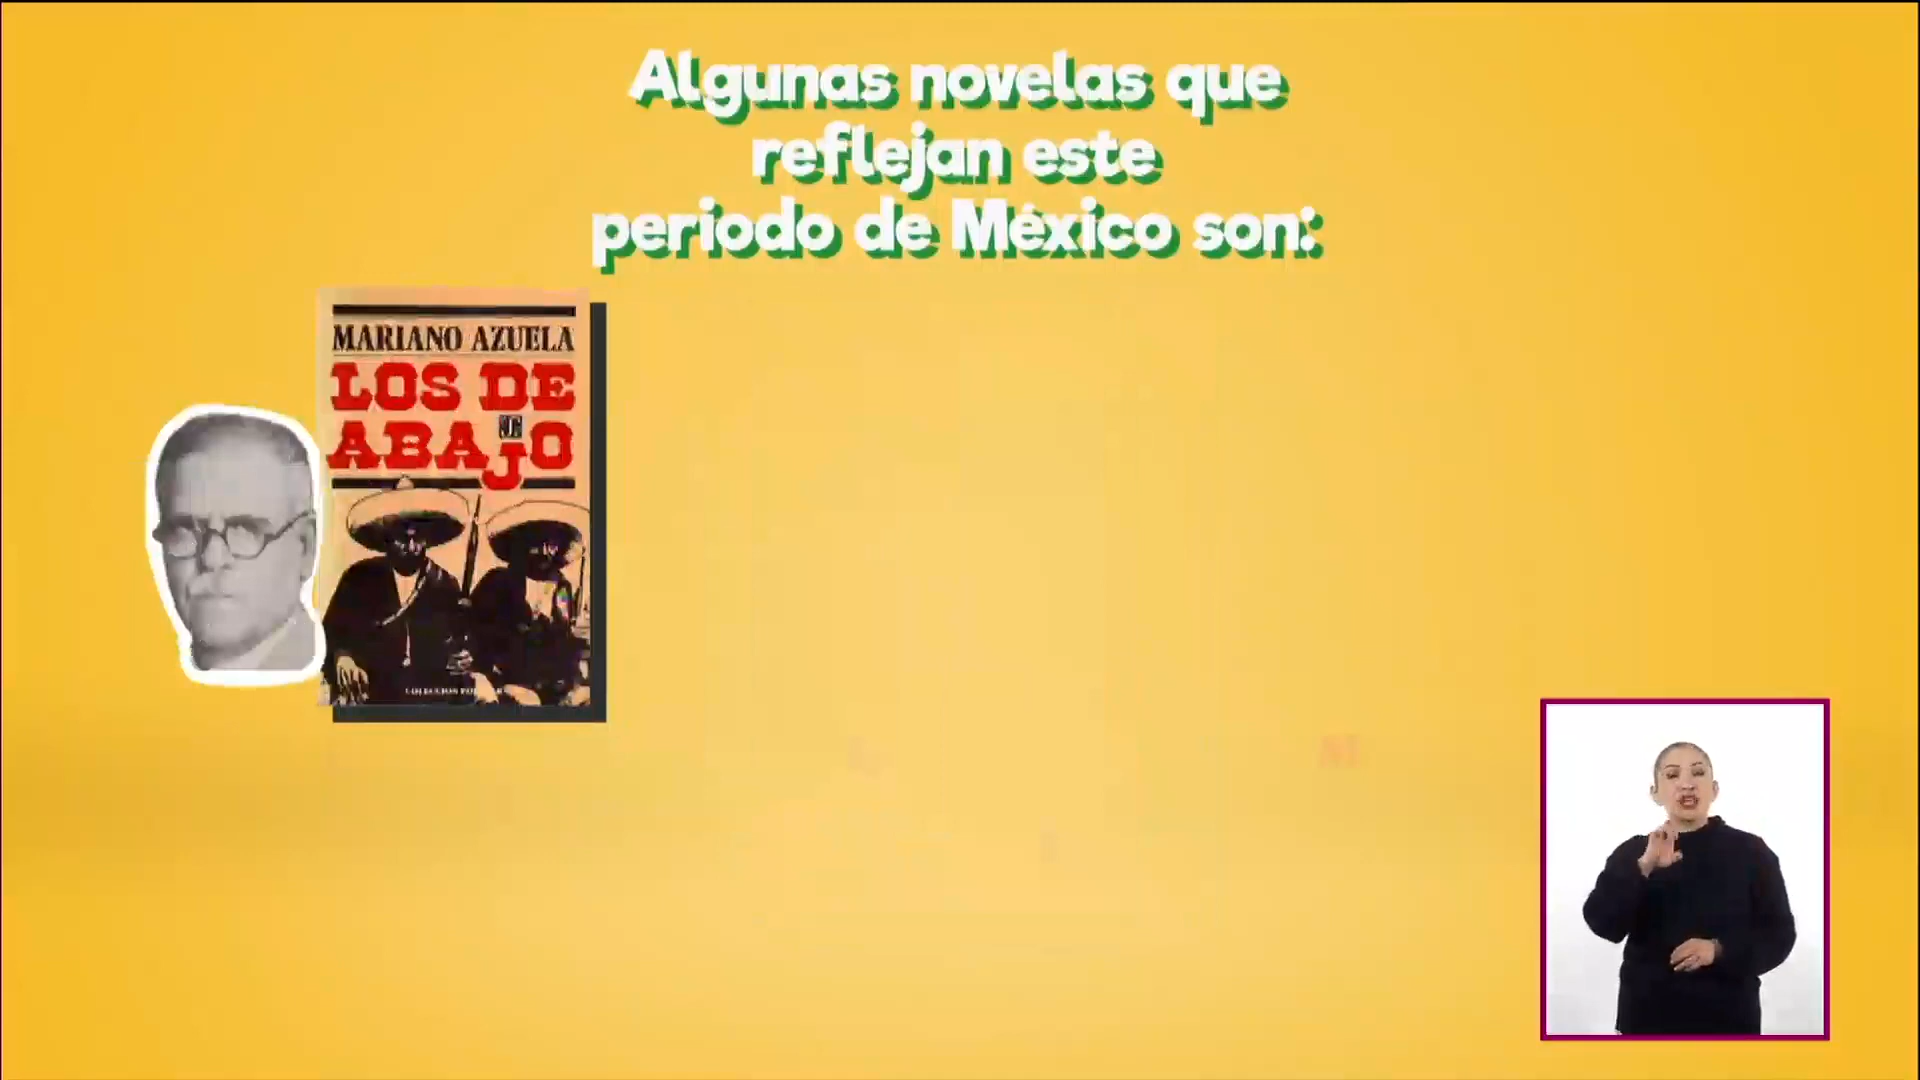 Algunas novelas que
reflejan este
periodo de México son:
MARIANO AZUELA
LOS DE
ABAJO